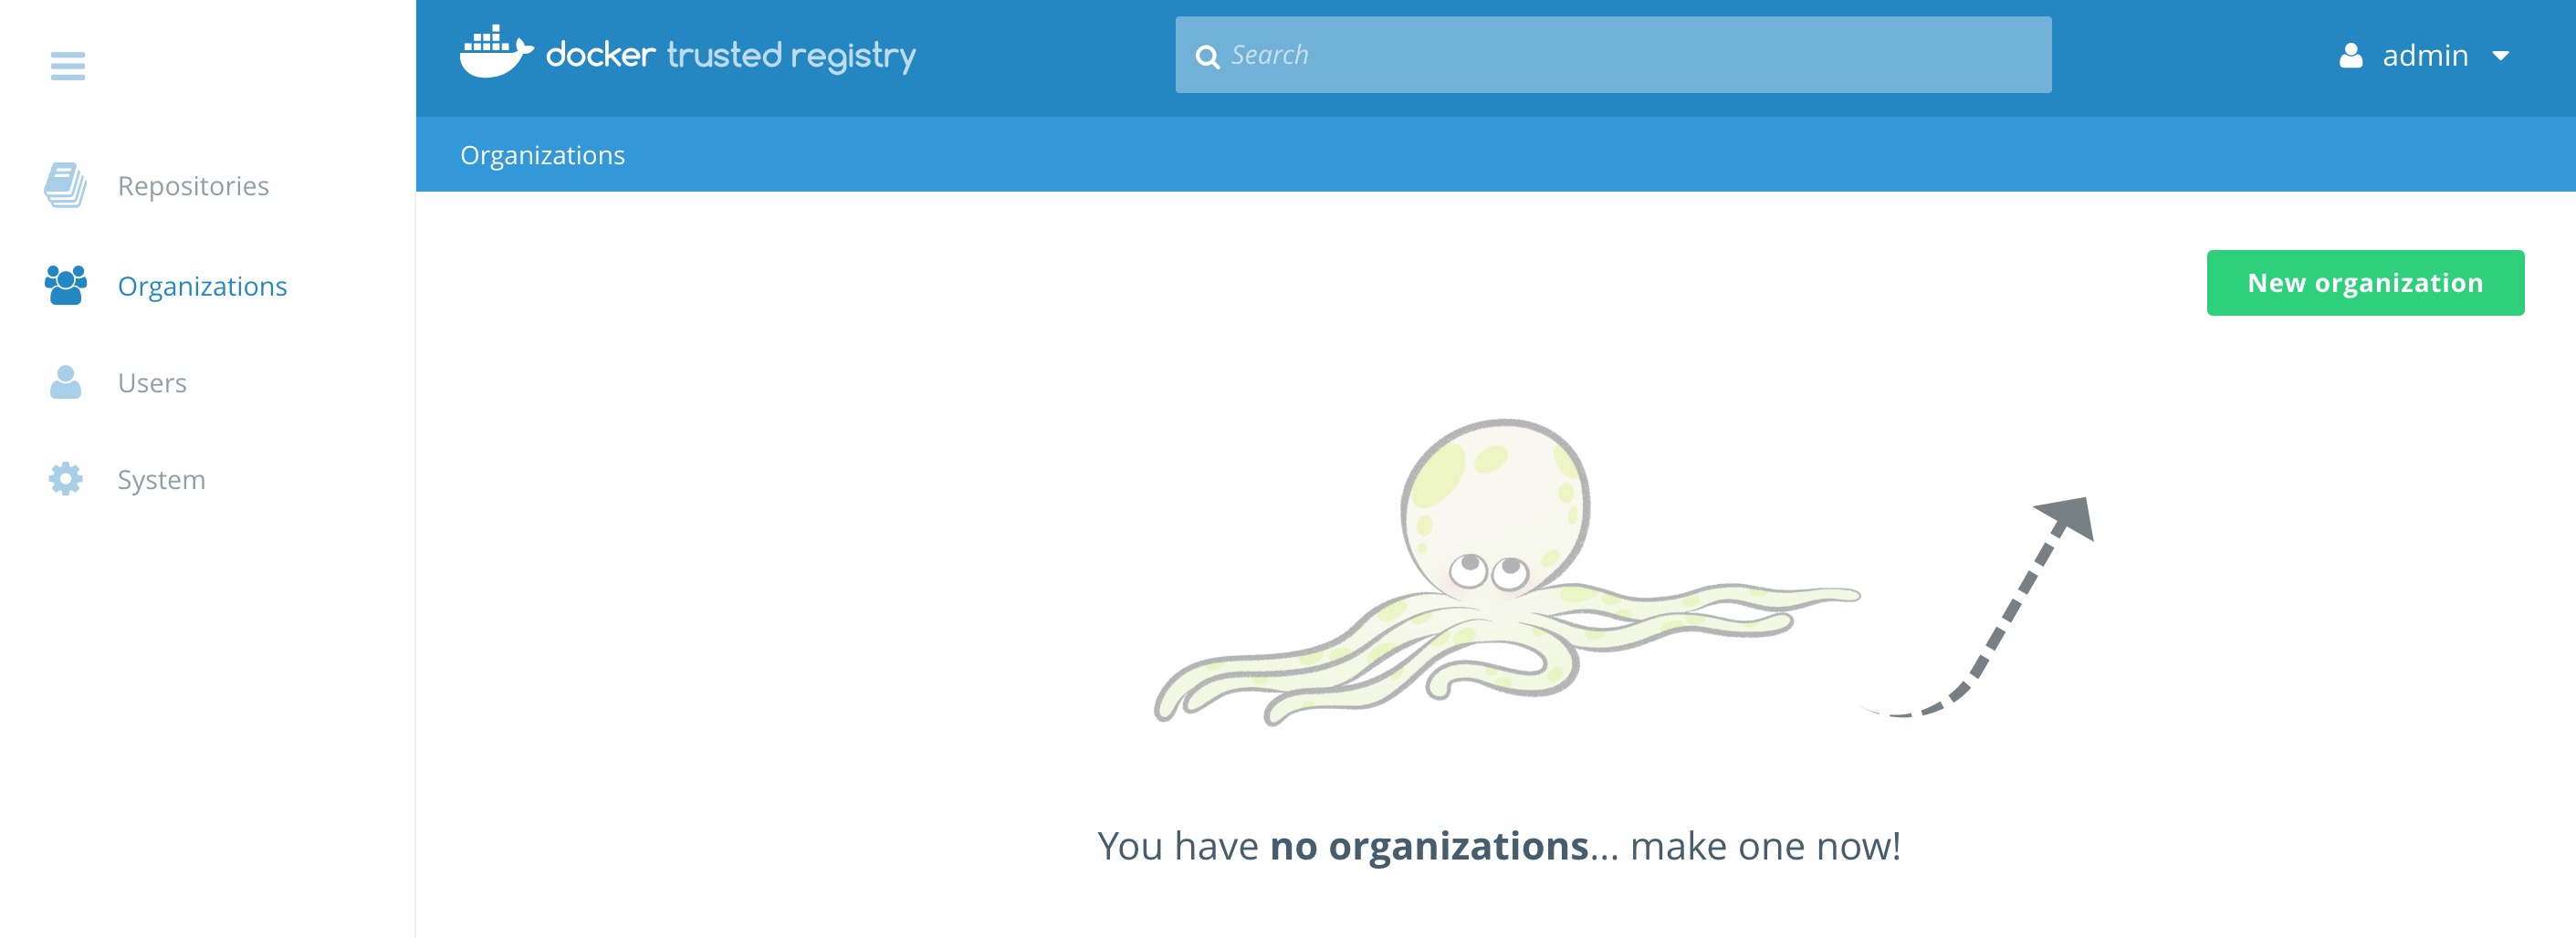 docker trusted registry
Search
admin
Organizations
Repositories
Organizations
Users
System
New organization
You have no organizations... make one now!